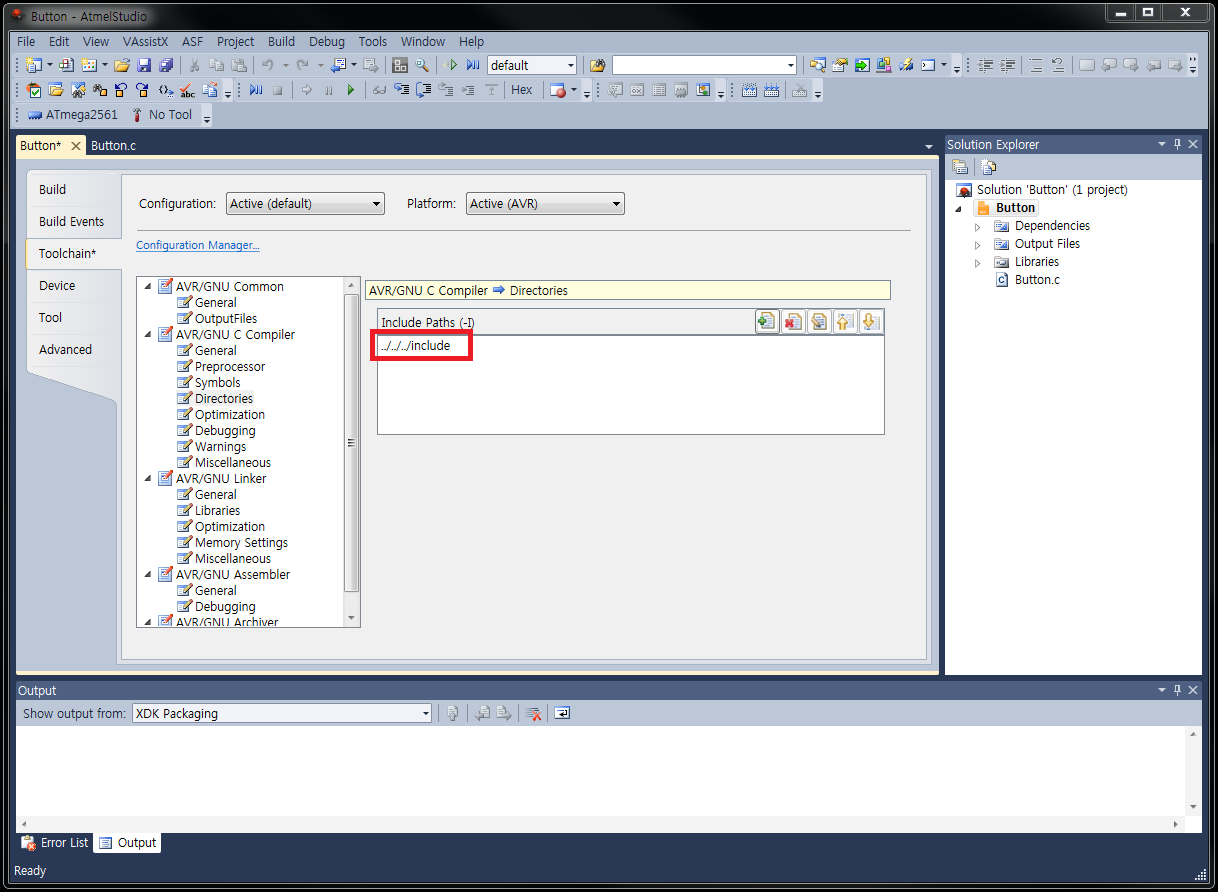 Button - AtmelStudio
File Edit View VAssistX ASF Project Build Debug Tools Window Help
default
Hex
ATmega2561 No Tool
Button* Button.c
Build
Build Events
Toolchain*
Device
Tool
Advanced
Configuration: Active (default) Platform: Active (AVR)
Configuration Manager...
AVR/GNU Common
General
OutputFiles
AVR/GNU C Compiler
General
Preprocessor
Symbols
Directories
Optimization
Debugging
Warnings
Miscellaneous
AVR/GNU Linker
General
Libraries
Optimization
Memory Settings
Miscellaneous
AVR/GNU Assembler
General
Debugging
AVR/GNU Archiver
AVR/GNU C Compiler Directories
Include Paths (-I)
../../../include
Solution Explorer
Solution 'Button' (1 project)
Button
Dependencies
Output Files
Libraries
Button.c
Output
Show output from: XDK Packaging
Error List Output
Ready